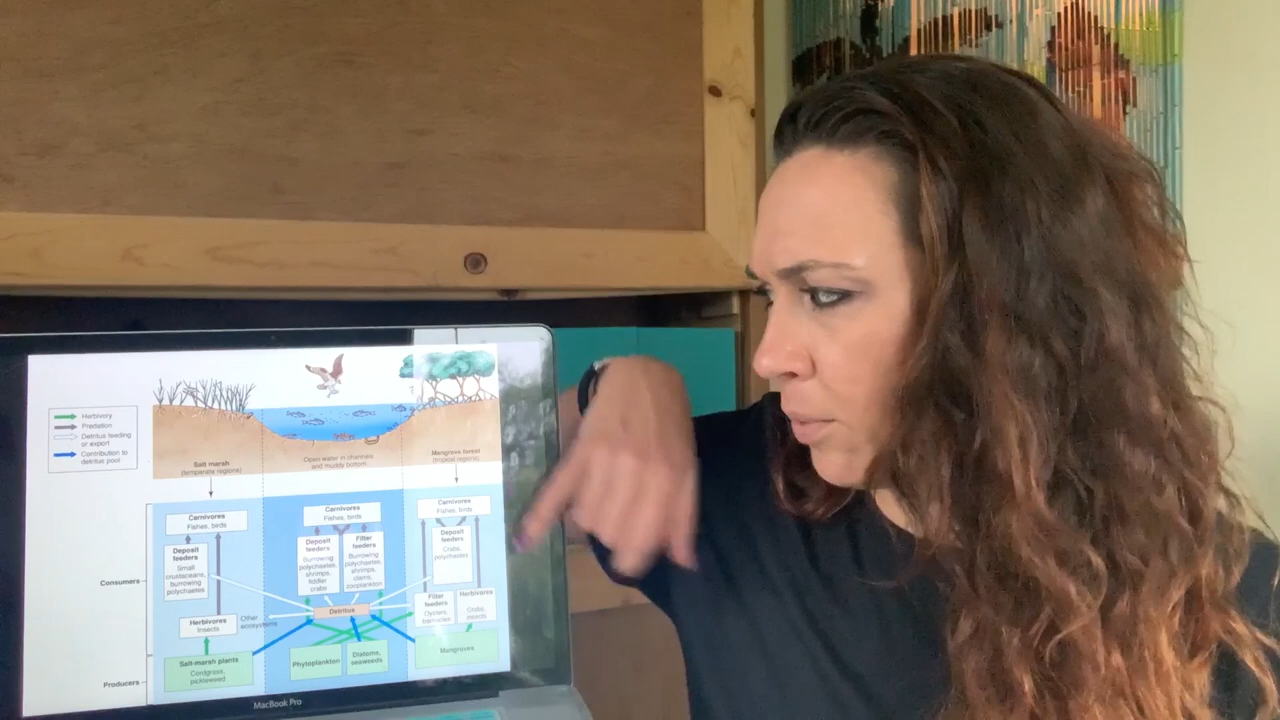 Herbivory
Predation
Detritus feeding
or export
Contribution to
detritus pool
Salt marsh
(temperate regions)
Open water in channels
and muddy bottom
Mangrove forest
(tropical regions)
Carnivores
Fishes, birds
Carnivores
Fishes, birds
Carnivores
Fishes, birds
Deposit
feeders
Small
crustaceans,
burrowing
polychaetes
Deposit
feeders
Burrowing
polychaetes,
shrimps,
fiddler
crabs
Filter
feeders
Burrowing
polychaetes,
shrimps,
clams,
zooplankton
Deposit
feeders
Crabs,
polychaetes
Consumers
Herbivores
Insects
Other
ecosystems
Detritus
Filter
feeders
Oysters,
barnacles
Herbivores
Crabs,
insects
Producers
Salt-marsh plants
Cordgrass,
pickleweed
Phytoplankton
Diatoms,
seaweeds
Mangroves
MacBook Pro